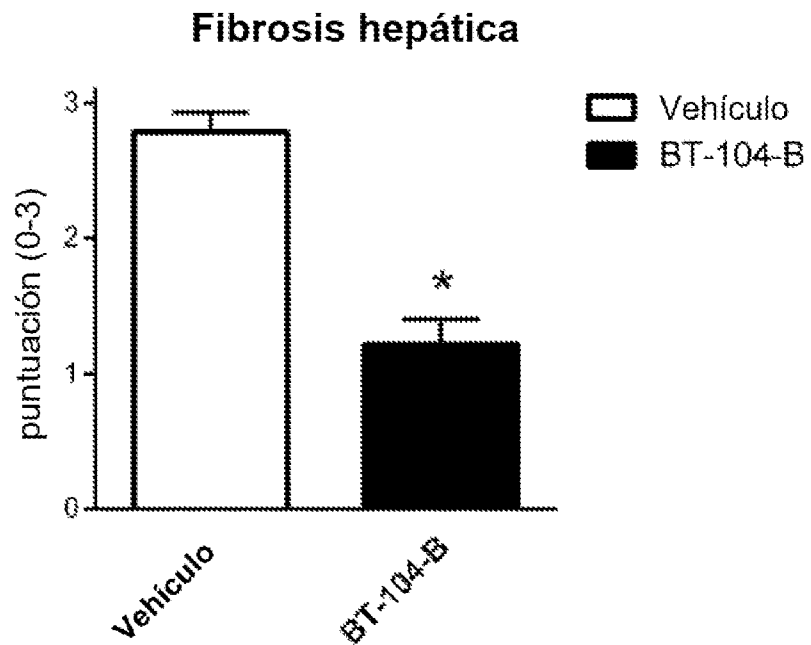 Fibrosis hepática
puntuación (0-3)
3
2
1
0
*
Vehículo
BT-104-B
Vehículo
BT-104-B